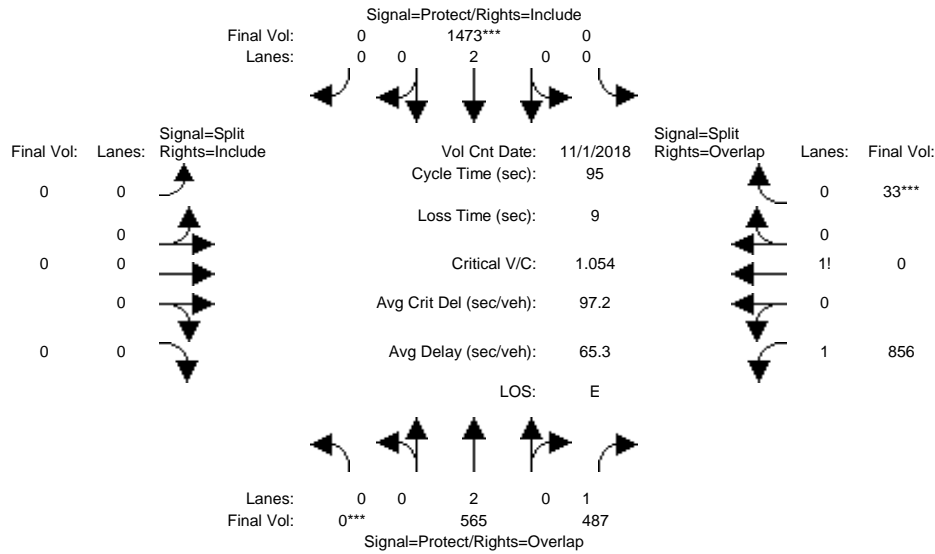 Signal=Protect/Rights=Include
Final Vol: 0 1473*** 0
Lanes: 0 0 2 0 0
Signal=Split
Final Vol: Lanes: Rights=Include
Vol Cnt Date: 11/1/2018
Signal=Split
Rights=Overlap Lanes: Final Vol:
Cycle Time (sec): 95
0 0
0 33***
Loss Time (sec): 9
0
0
0 0
Critical V/C: 1.054
1! 0
0
Avg Crit Del (sec/veh): 97.2
0
0 0
Avg Delay (sec/veh): 65.3
1 856
LOS: E
Lanes: 0 0 2 0 1
Final Vol: 0*** 565 487
Signal=Protect/Rights=Overlap